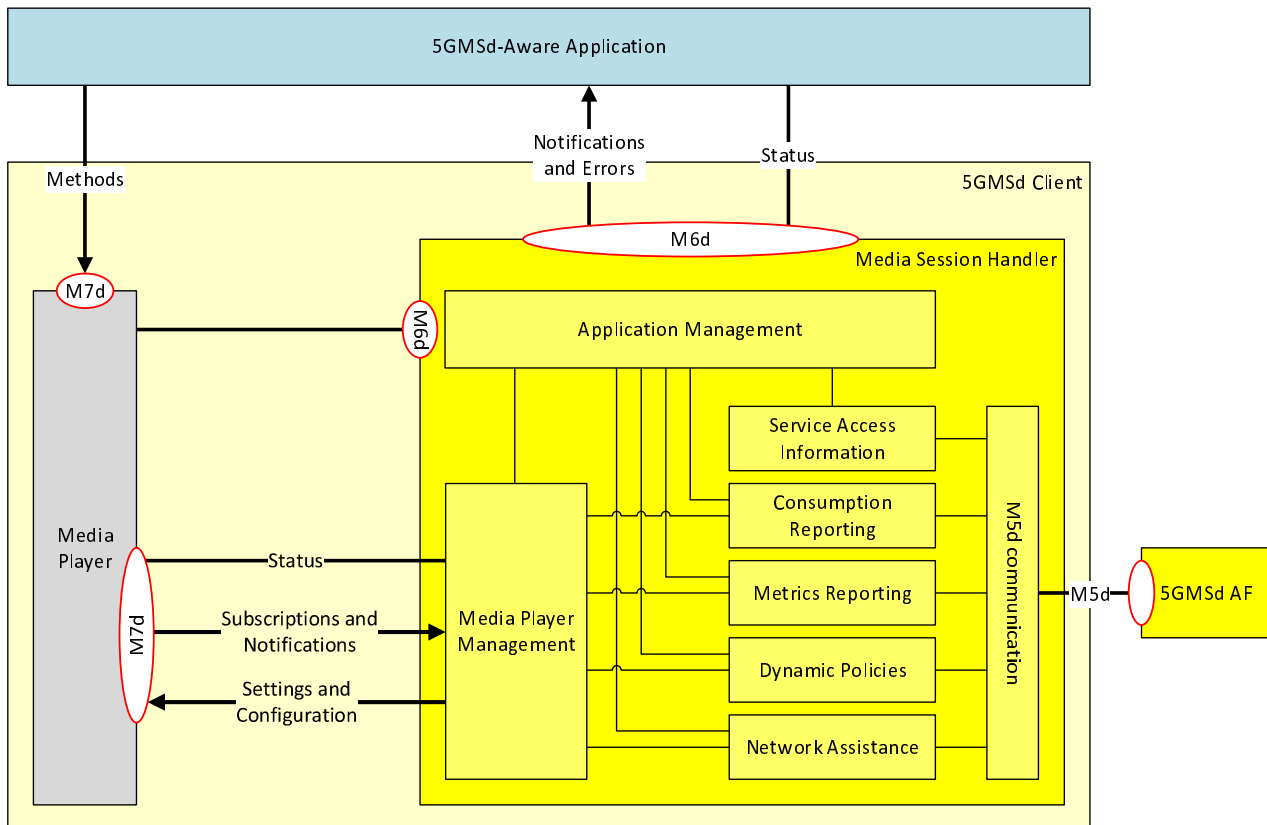 5GMSd-Aware Application
Notifications
and Errors
Status
Methods
5GMSd Client
M6d
Media Session Handler
M7d
M6d
Application Management
Service Access
Information
Consumption
Reporting
Media
Player
M5d communication
Status
Metrics Reporting
M5d
5GMSd AF
Subscriptions and
Notifications
M7d
Media Player
Management
Dynamic Policies
Settings and
Configuration
Network Assistance